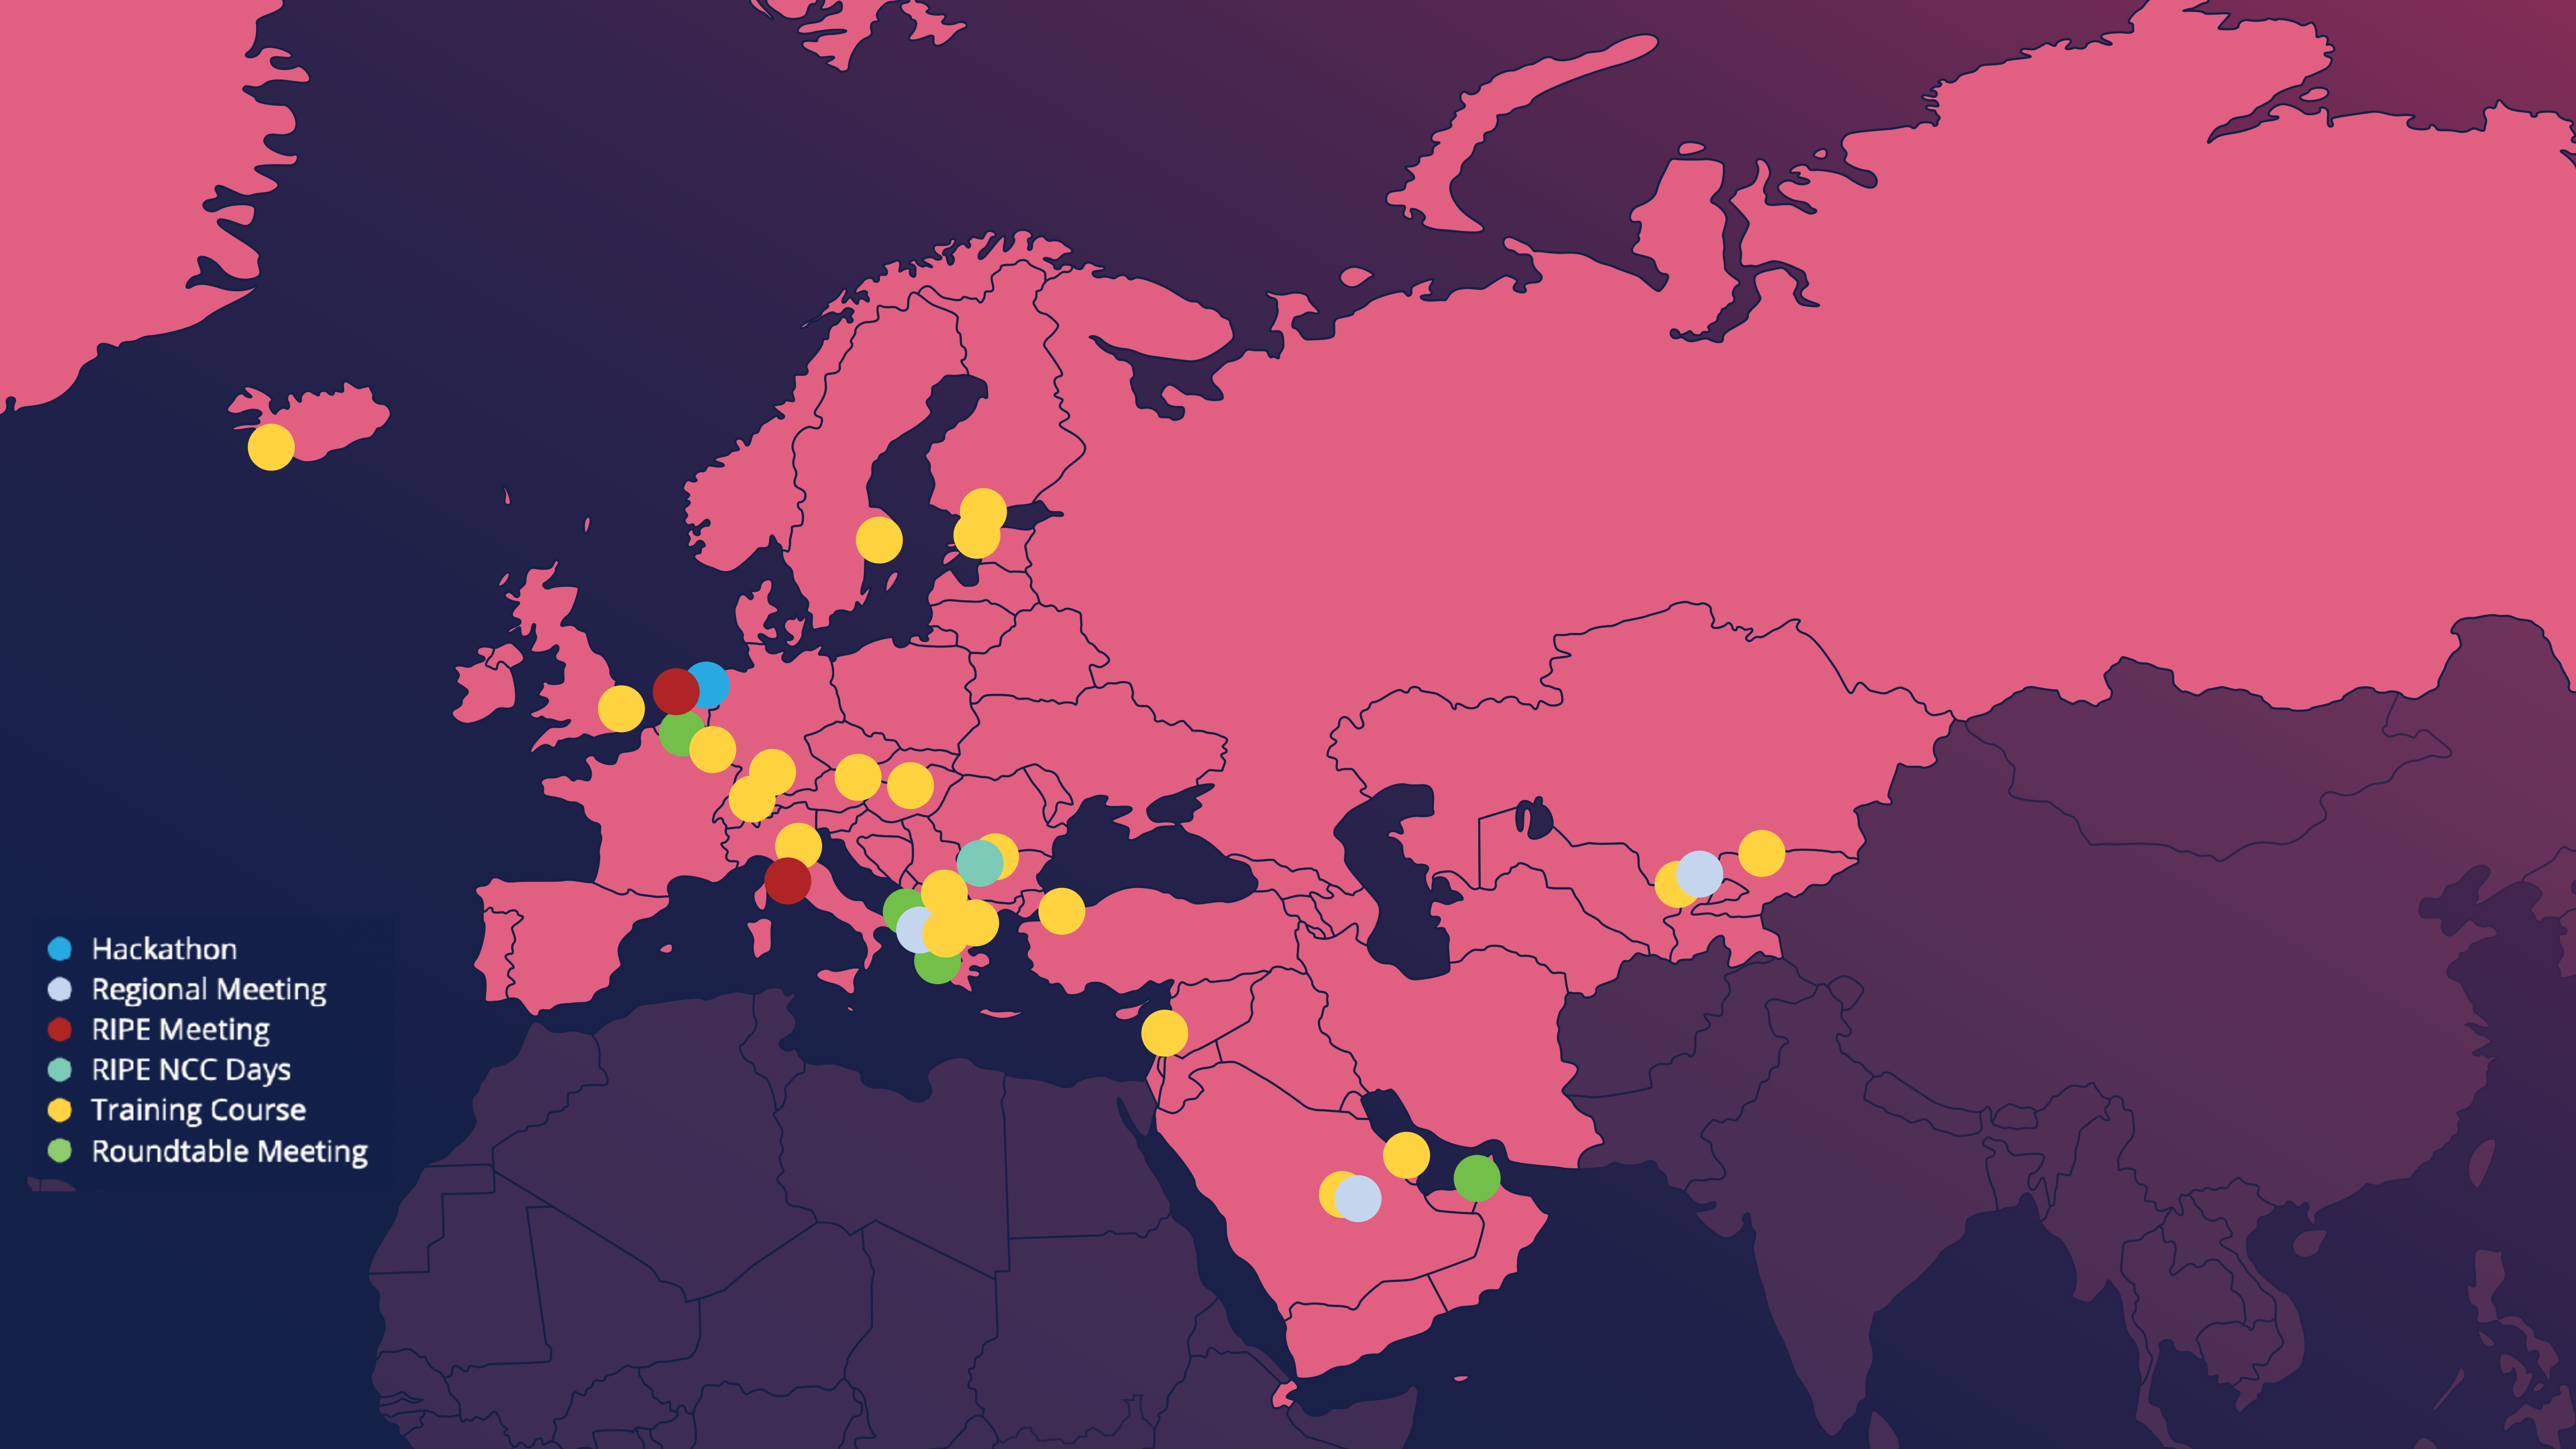 Hackathon
Regional Meeting
RIPE Meeting
RIPE NCC Days
Training Course
Roundtable Meeting